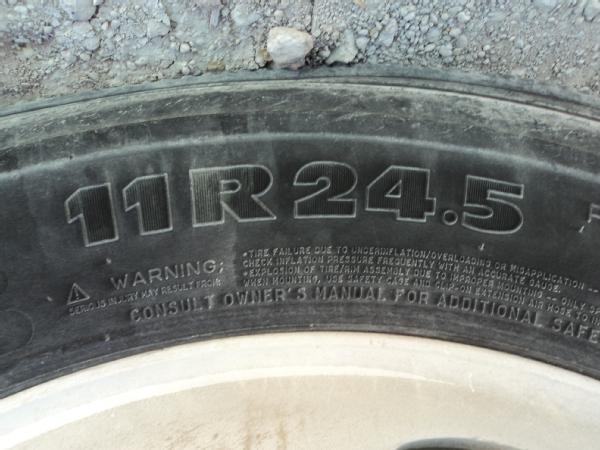 11R24.5
⚠ WARNING:
SERIOUS INJURY MAY RESULT FROM:
•TIRE FAILURE DUE TO UNDERINFLATION/OVERLOADING OR MISAPPLICATION --
CHECK INFLATION PRESSURE FREQUENTLY WITH AN ACCURATE GAUGE.
•EXPLOSION OF TIRE/RIM ASSEMBLY DUE TO IMPROPER MOUNTING -- ONLY
WHEN MOUNTING, USE SAFETY CAGE AND CLIP-ON EXTENSION AIR HOSE TO
CONSULT OWNER'S MANUAL FOR ADDITIONAL SAFE